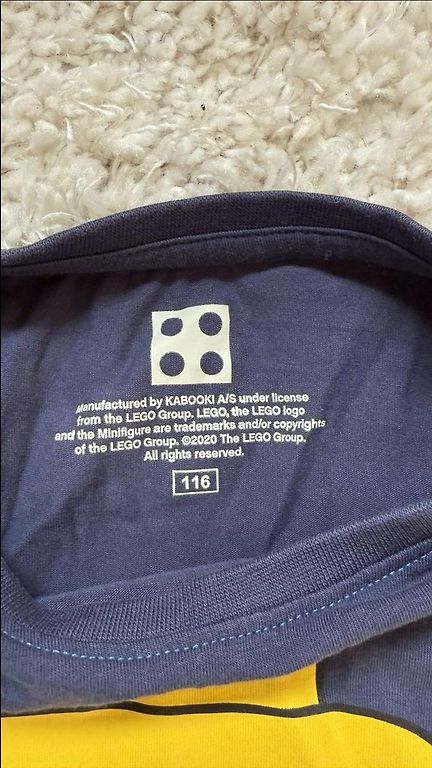 Manufactured by KABOOKI A/S under license
from the LEGO Group. LEGO, the LEGO logo
and the Minifigure are trademarks and/or copyrights
of the LEGO Group. ©2020 The LEGO Group.
All rights reserved.
116